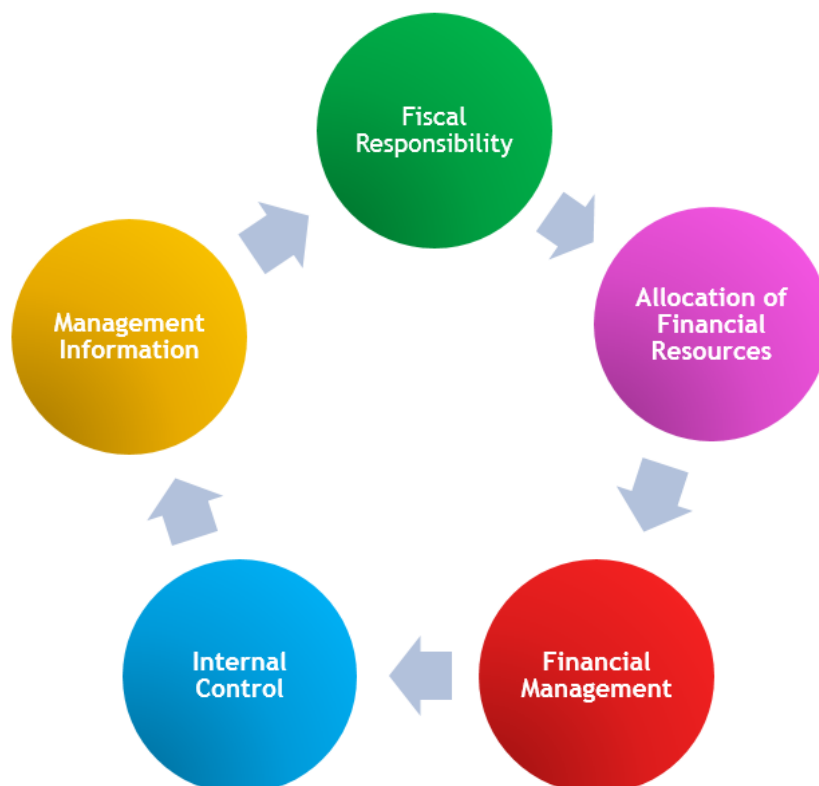 Fiscal
Responsibility
Allocation of
Financial
Resources
Financial
Management
Internal
Control
Management
Information